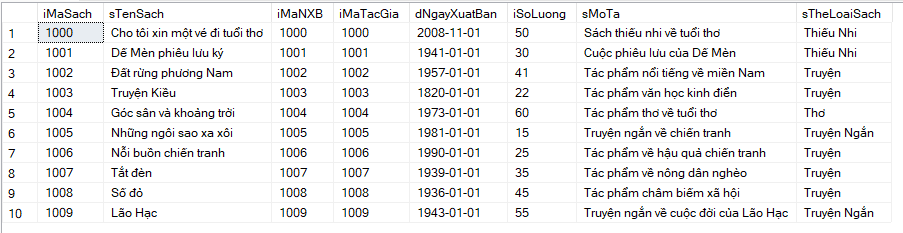 iMaSach sTenSach iMaNXB iMaTacGia dNgayXuatBan iSoLuong sMoTa sTheLoaiSach
1 1000 Cho tôi xin một vé đi tuổi thơ 1000 1000 2008-11-01 50 Sách thiếu nhi về tuổi thơ Thiếu Nhi
2 1001 Dế Mèn phiêu lưu ký 1001 1001 1941-01-01 30 Cuộc phiêu lưu của Dế Mèn Thiếu Nhi
3 1002 Đất rừng phương Nam 1002 1002 1957-01-01 41 Tác phẩm nổi tiếng về miền Nam Truyện
4 1003 Truyện Kiều 1003 1003 1820-01-01 22 Tác phẩm văn học kinh điển Truyện
5 1004 Góc sân và khoảng trời 1004 1004 1973-01-01 60 Tác phẩm thơ về tuổi thơ Thơ
6 1005 Những ngôi sao xa xôi 1005 1005 1981-01-01 15 Truyện ngắn về chiến tranh Truyện Ngắn
7 1006 Nỗi buồn chiến tranh 1006 1006 1990-01-01 25 Tác phẩm về hậu quả chiến tranh Truyện
8 1007 Tắt đèn 1007 1007 1939-01-01 35 Tác phẩm về nông dân nghèo Truyện
9 1008 Số đỏ 1008 1008 1936-01-01 45 Tác phẩm châm biếm xã hội Truyện
10 1009 Lão Hạc 1009 1009 1943-01-01 55 Truyện ngắn về cuộc đời của Lão Hạc Truyện Ngắn